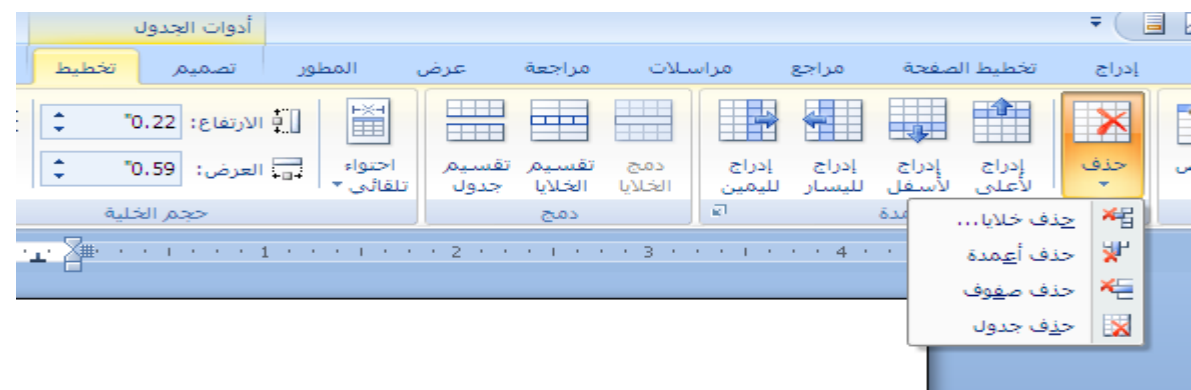 أدوات الجدول
إدراج تخطيط الصفحة مراجع مراسلات مراجعة عرض المطور تصميم تخطيط
حذف
إدراج لأعلى
إدراج لأسفل
إدراج لليسار
إدراج لليمين
دمج الخلايا
تقسيم الخلايا
تقسيم جدول
احتواء تلقائي
الارتفاع: 0.22"
العرض: 0.59"
دمج
حجم الخلية
حذف خلايا...
حذف أعمدة
حذف صفوف
حذف جدول
1 2 3 4